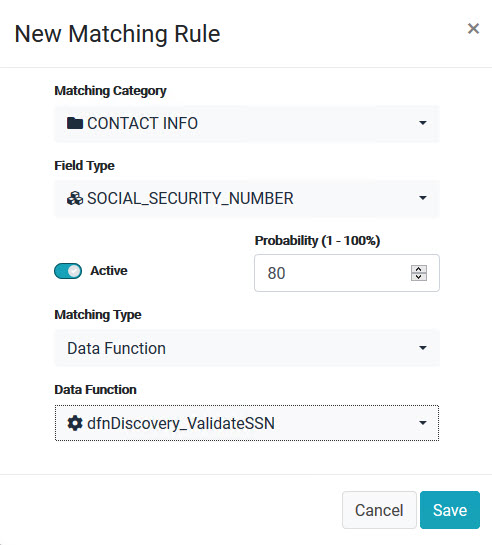 New Matching Rule
×
Matching Category
CONTACT INFO
Field Type
SOCIAL_SECURITY_NUMBER
Probability (1 - 100%)
Active
80
Matching Type
Data Function
Data Function
dfnDiscovery_ValidateSSN
Cancel Save